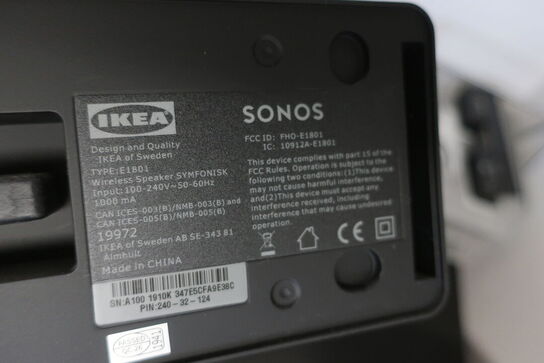 IKEA
Design and Quality
IKEA of Sweden
TYPE:E1801
Wireless Speaker SYMFONISK
Input:100-240V~50-60Hz
1000 mA
CAN ICES-003(B)/NMB-003(B) and
CAN ICES-005(B)/NMB-005(B)
19972
IKEA of Sweden AB SE-343 81
Älmhult
Made in CHINA
SN:A100 1910K 347E5CFA9E38C
PIN:240-32-124
SONOS
FCC ID: FHO-E1801
IC: 10912A-E1801
This device complies with part 15 of the
FCC Rules. Operation is subject to the
following two conditions:(1)This device
may not cause harmful interference,
and(2)This device must accept any
interference received, including
interference that may cause undesired
operation.
CE
PASSED